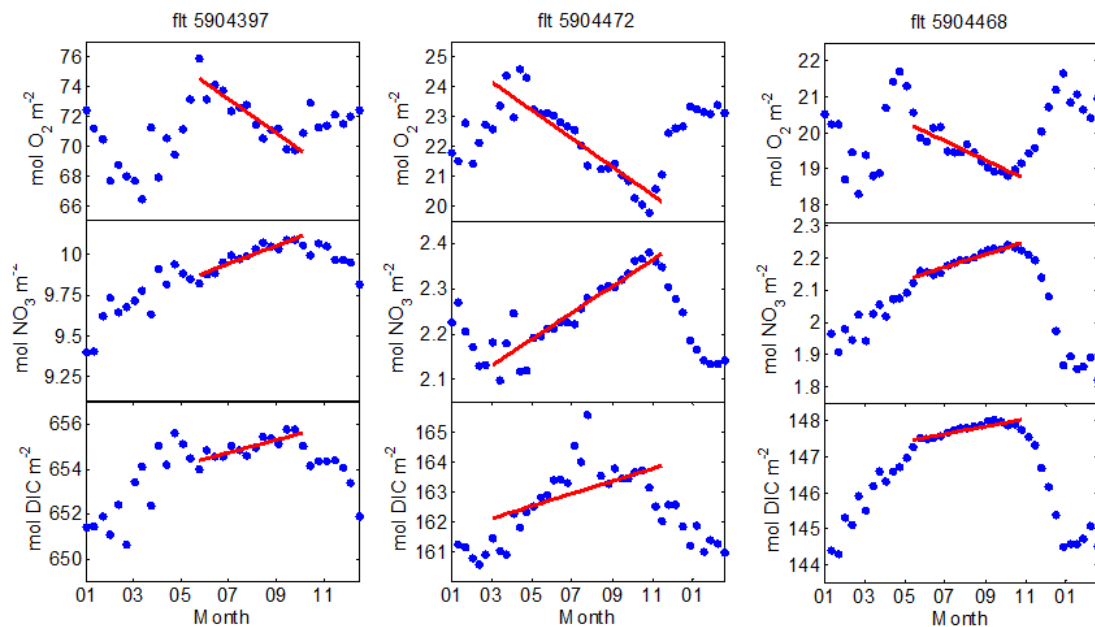 flt 5904397
flt 5904472
flt 5904468
mol O2 m-2
76
74
72
70
68
66
mol O2 m-2
26
25
24
23
22
21
20
mol O2 m-2
22
21
20
19
18
mol NO3 m-2
10
9.75
9.5
9.25
mol NO3 m-2
2.4
2.3
2.2
2.1
mol NO3 m-2
2.3
2.2
2.1
2
1.9
1.8
mol DIC m-2
656
654
652
650
mol DIC m-2
165
164
163
162
161
mol DIC m-2
148
147
146
145
144
01 03 05 07 09 11
Month
01 03 05 07 09 11 01
Month
01 03 05 07 09 11 01
Month